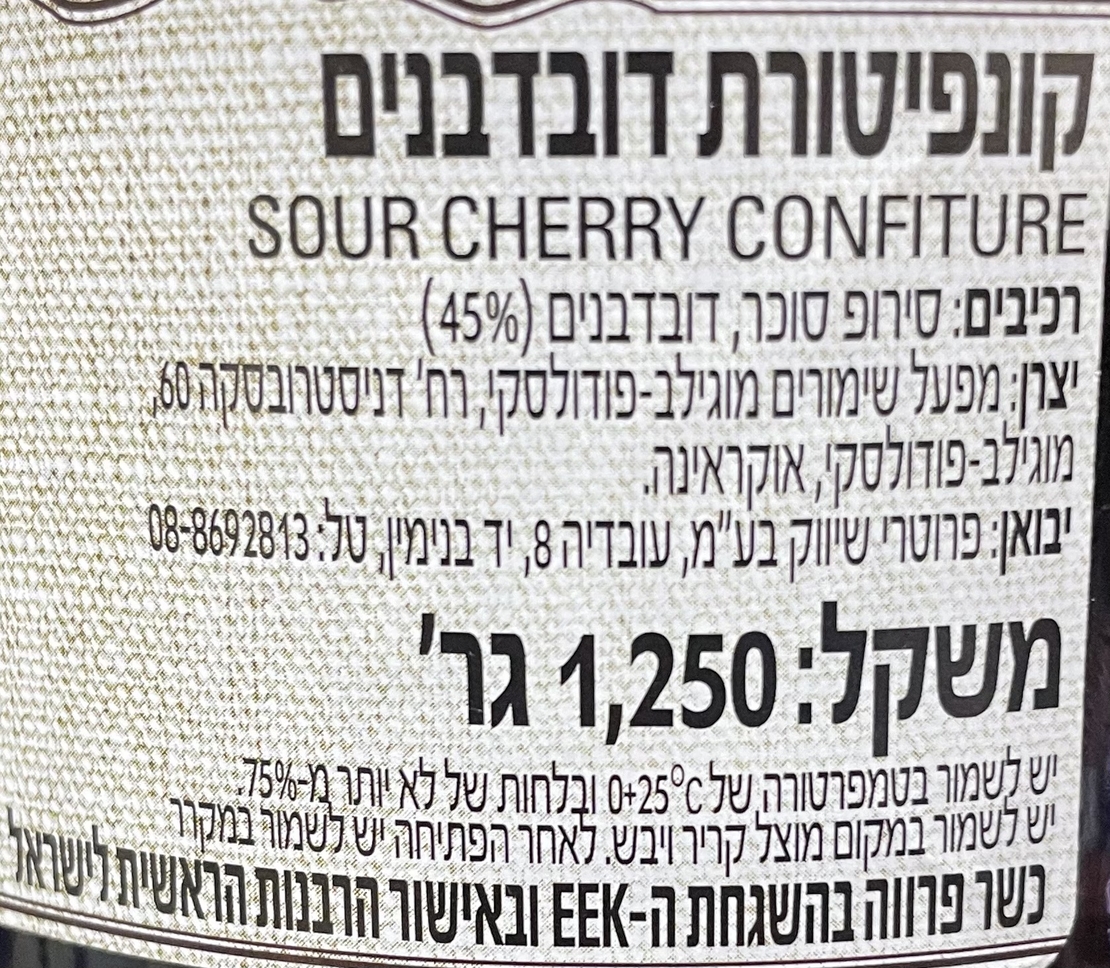 קונפיטורת דובדבנים
SOUR CHERRY CONFITURE
רכיבים: סירופ סוכר, דובדבנים (45%)
יצרן: מפעל שימורים מוגילב-פודולסקי, רח' דניסטרובסקה 60,
מוגילב-פודולסקי, אוקראינה.
יבואן: פרוטרי שיווק בע"מ, עובדיה 8, יד בנימין, טל: 08-8692813
משקל: 1,250 גר'
יש לשמור בטמפרטורה של 0+25°C ובלחות של לא יותר מ-75%.
יש לשמור במקום מוצל קריר ויבש. לאחר הפתיחה יש לשמור במקרר
כשר פרווה בהשגחת ה-EEK ובאישור הרבנות הראשית לישראל